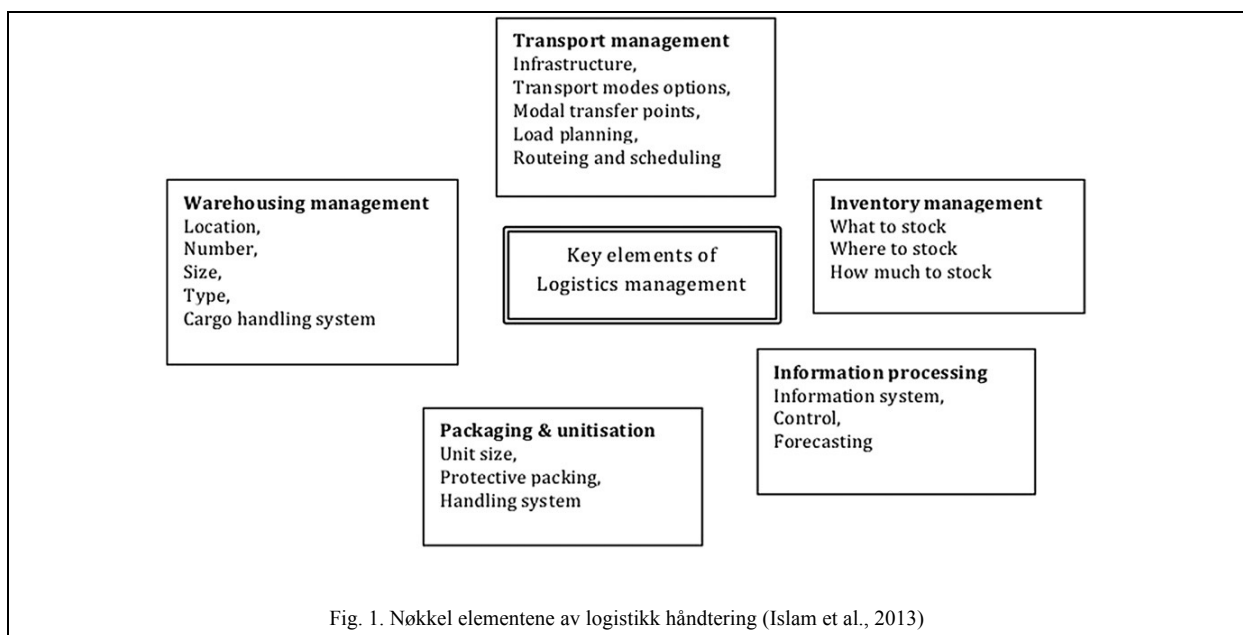 Transport management
Infrastructure,
Transport modes options,
Modal transfer points,
Load planning,
Routeing and scheduling
Warehousing management
Location,
Number,
Size,
Type,
Cargo handling system
Key elements of
Logistics management
Inventory management
What to stock
Where to stock
How much to stock
Information processing
Information system,
Control,
Forecasting
Packaging & unitisation
Unit size,
Protective packing,
Handling system
Fig. 1. Nøkkel elementene av logistikk håndtering (Islam et al., 2013)